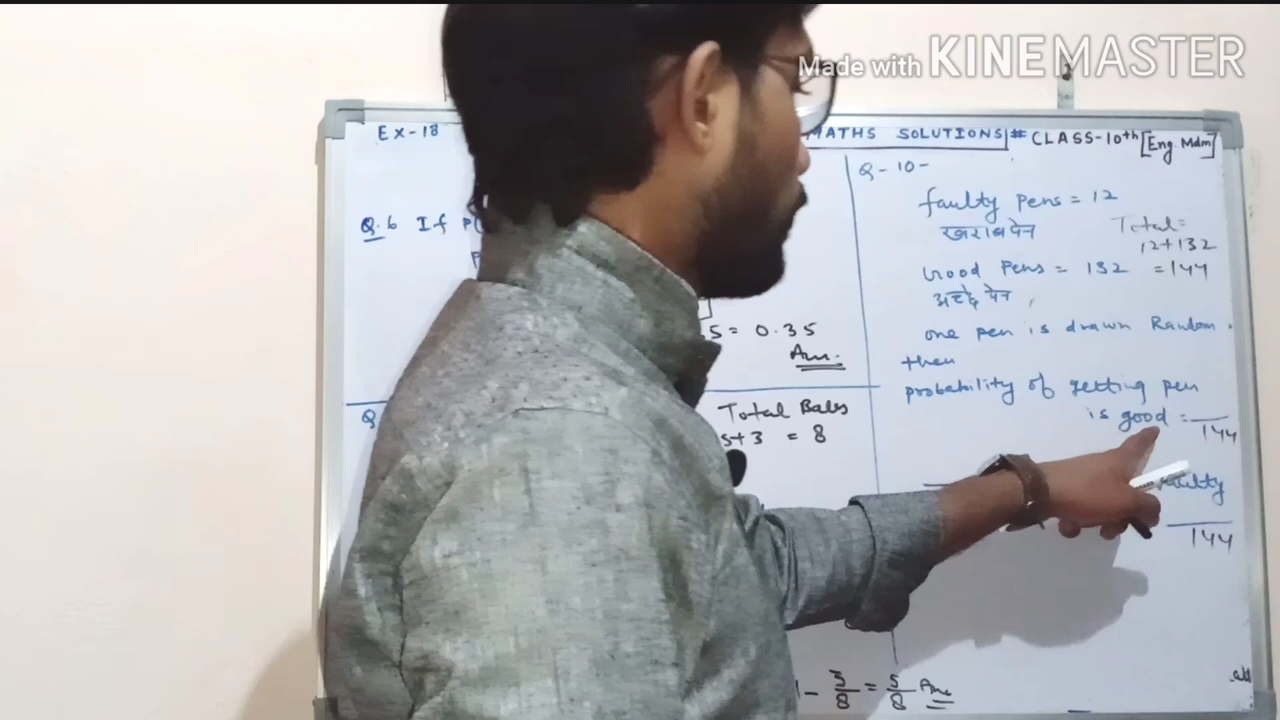 Made with KINEMASTER
EX-18
MATHS SOLUTIONS # CLASS-10th [Eng. Mdm]
Q.6 If P(
5= 0.35
Ans.
Total Balls
5+3 = 8
1 - 5/8 = 5/8 Ans
Q-10-
faulty pens = 12
खराब पेन
Total=
12+132
=144
Good pens = 132
अच्छे पेन
one pen is drawn Random.
then
probability of getting pen
is good = /144
faulty
144